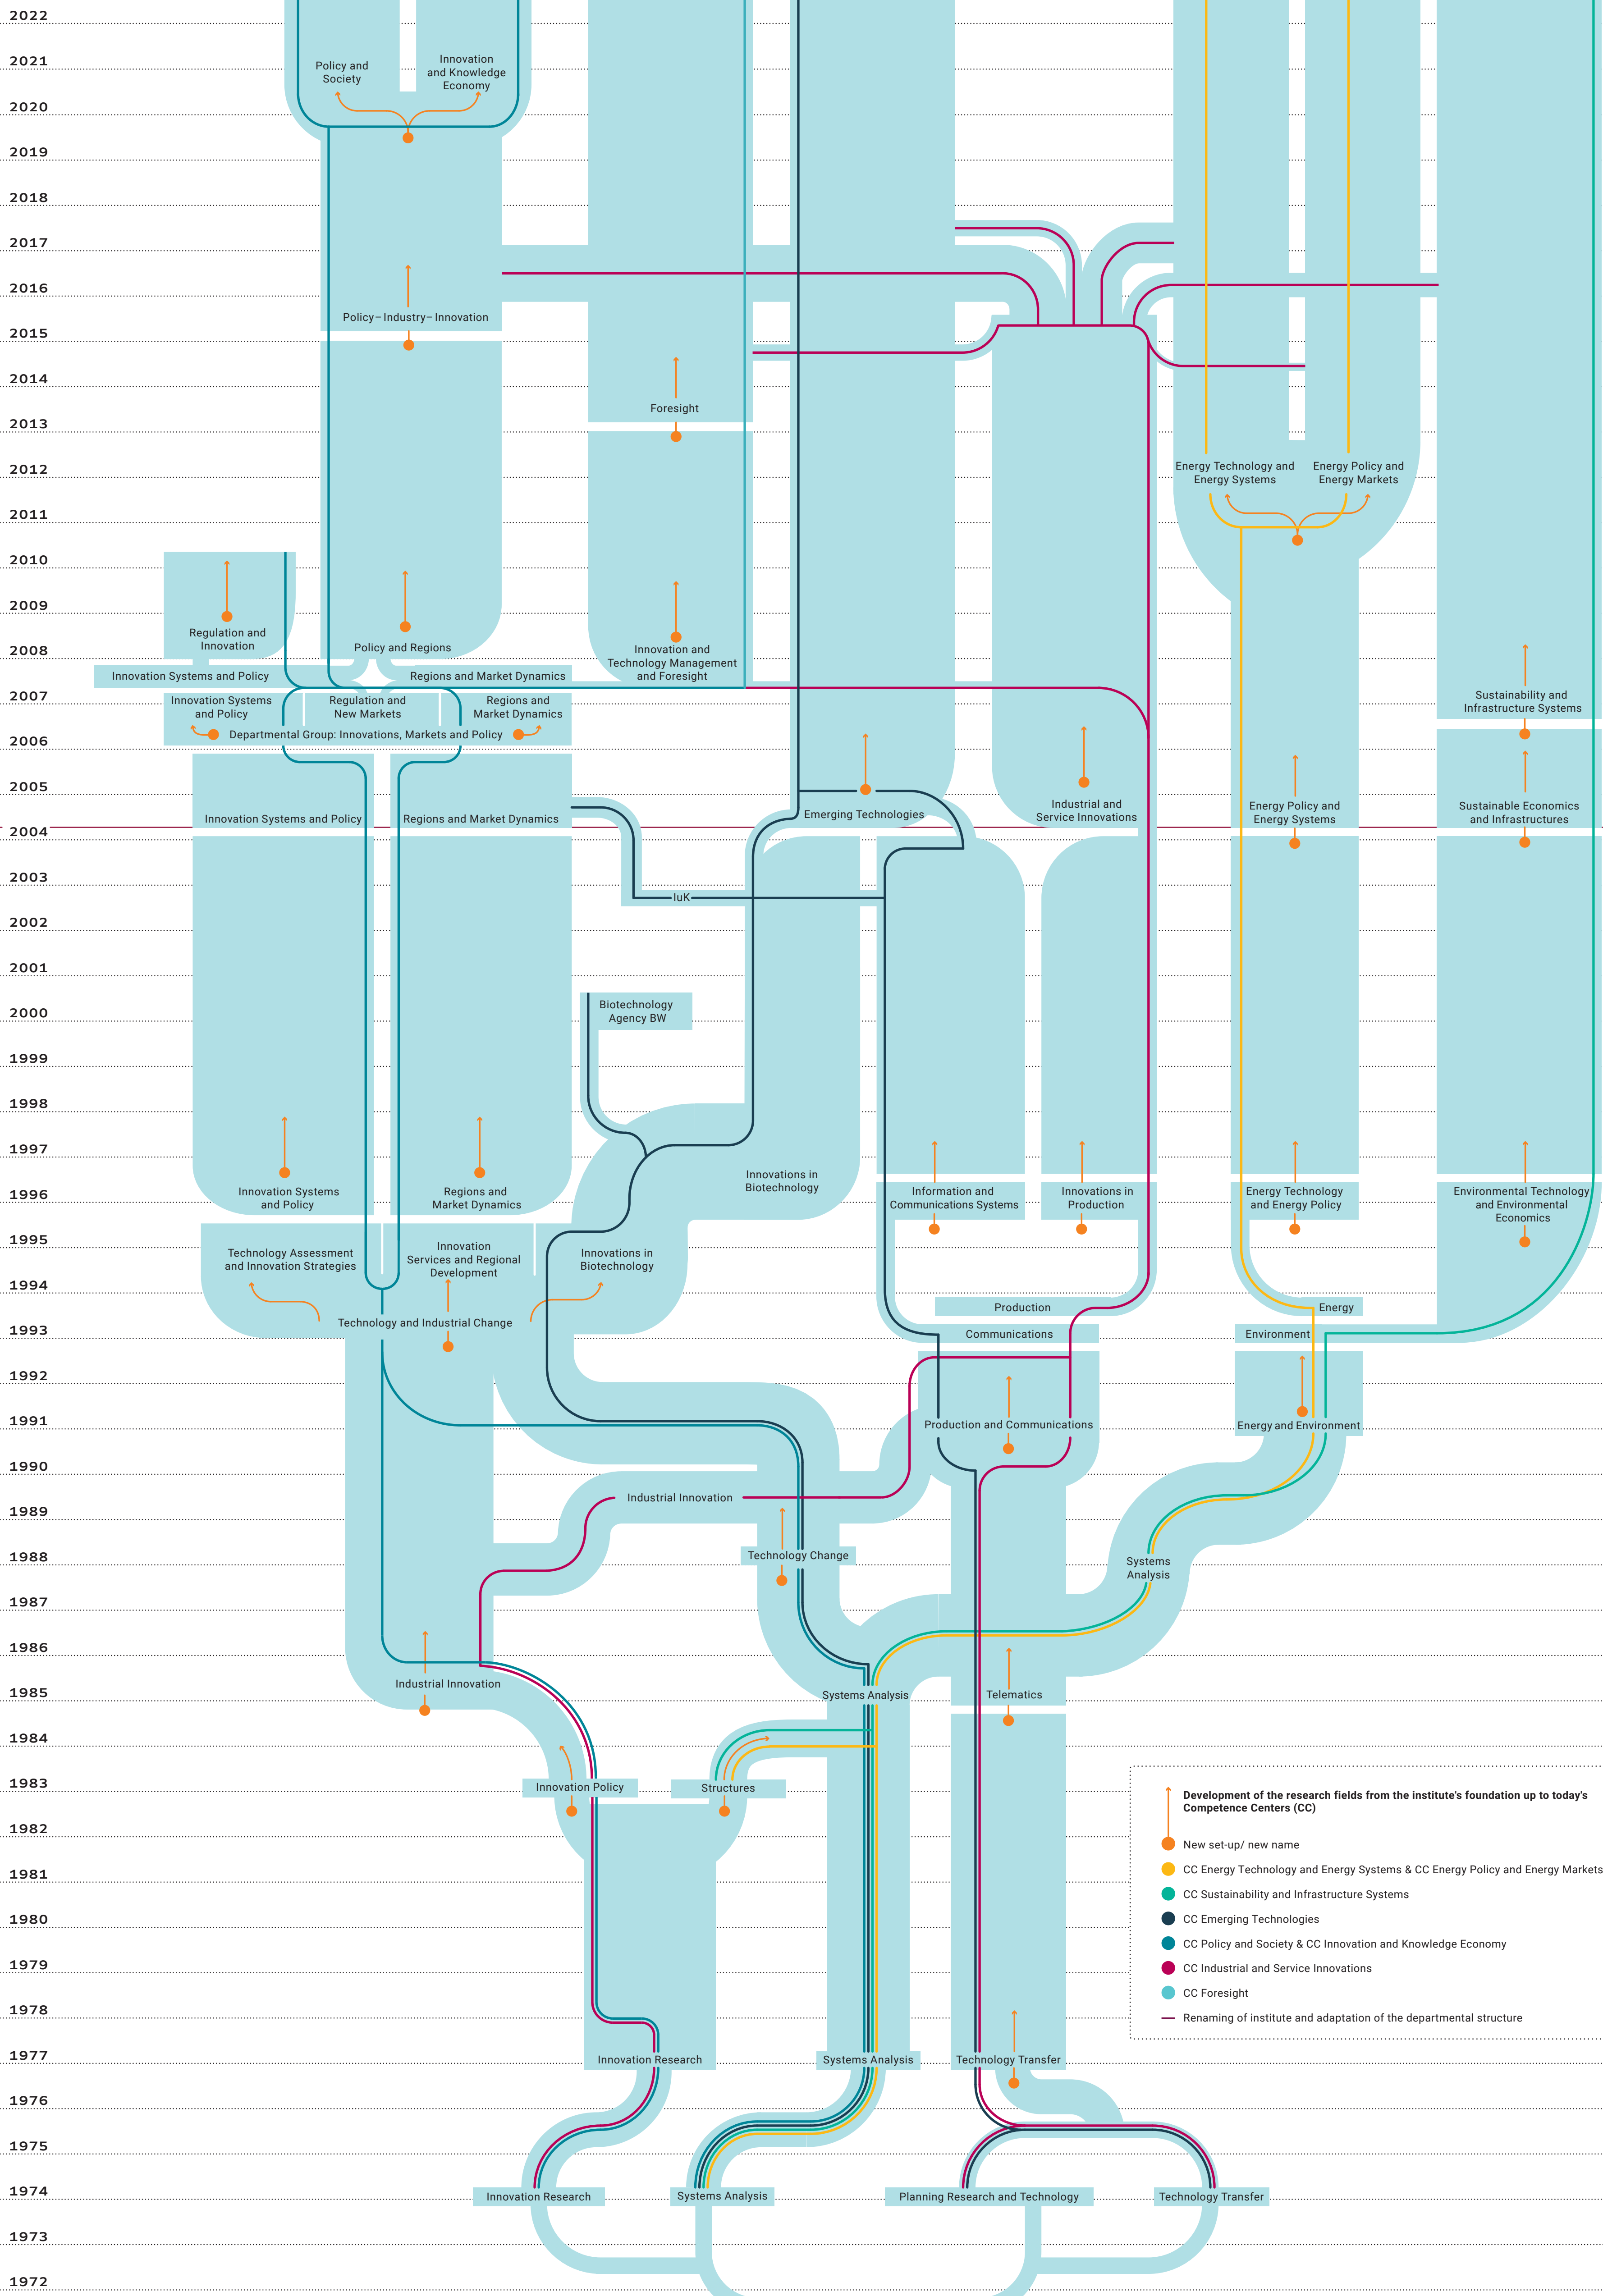 2022
2021
Policy and
Society
Innovation
and Knowledge
Economy
2020
2019
2018
2017
2016
Policy–Industry–Innovation
2015
2014
Foresight
2013
2012
Energy Technology and
Energy Systems
Energy Policy and
Energy Markets
2011
2010
2009
Regulation and
Innovation
Policy and Regions
Innovation and
Technology Management
and Foresight
2008
Innovation Systems and Policy
Regions and Market Dynamics
2007
Innovation Systems
and Policy
Regulation and
New Markets
Regions and
Market Dynamics
Sustainability and
Infrastructure Systems
Departmental Group: Innovations, Markets and Policy
2006
2005
Innovation Systems and Policy
Regions and Market Dynamics
Emerging Technologies
Industrial and
Service Innovations
Energy Policy and
Energy Systems
Sustainable Economics
and Infrastructures
2004
2003
IuK
2002
2001
2000
Biotechnology
Agency BW
1999
1998
1997
Innovations in
Biotechnology
1996
Innovation Systems
and Policy
Regions and
Market Dynamics
Information and
Communications Systems
Innovations in
Production
Energy Technology
and Energy Policy
Environmental Technology
and Environmental
Economics
1995
Technology Assessment
and Innovation Strategies
Innovation
Services and Regional
Development
Innovations in
Biotechnology
1994
Production
Energy
Technology and Industrial Change
1993
Communications
Environment
1992
1991
Production and Communications
Energy and Environment
1990
Industrial Innovation
1989
1988
Technology Change
Systems
Analysis
1987
1986
Industrial Innovation
1985
Systems Analysis
Telematics
1984
1983
Innovation Policy
Structures
Development of the research fields from the institute's foundation up to today's
Competence Centers (CC)
1982
New set-up/ new name
1981
CC Energy Technology and Energy Systems & CC Energy Policy and Energy Markets
CC Sustainability and Infrastructure Systems
1980
CC Emerging Technologies
CC Policy and Society & CC Innovation and Knowledge Economy
1979
CC Industrial and Service Innovations
CC Foresight
1978
Renaming of institute and adaptation of the departmental structure
1977
Innovation Research
Systems Analysis
Technology Transfer
1976
1975
1974
Innovation Research
Systems Analysis
Planning Research and Technology
Technology Transfer
1973
1972